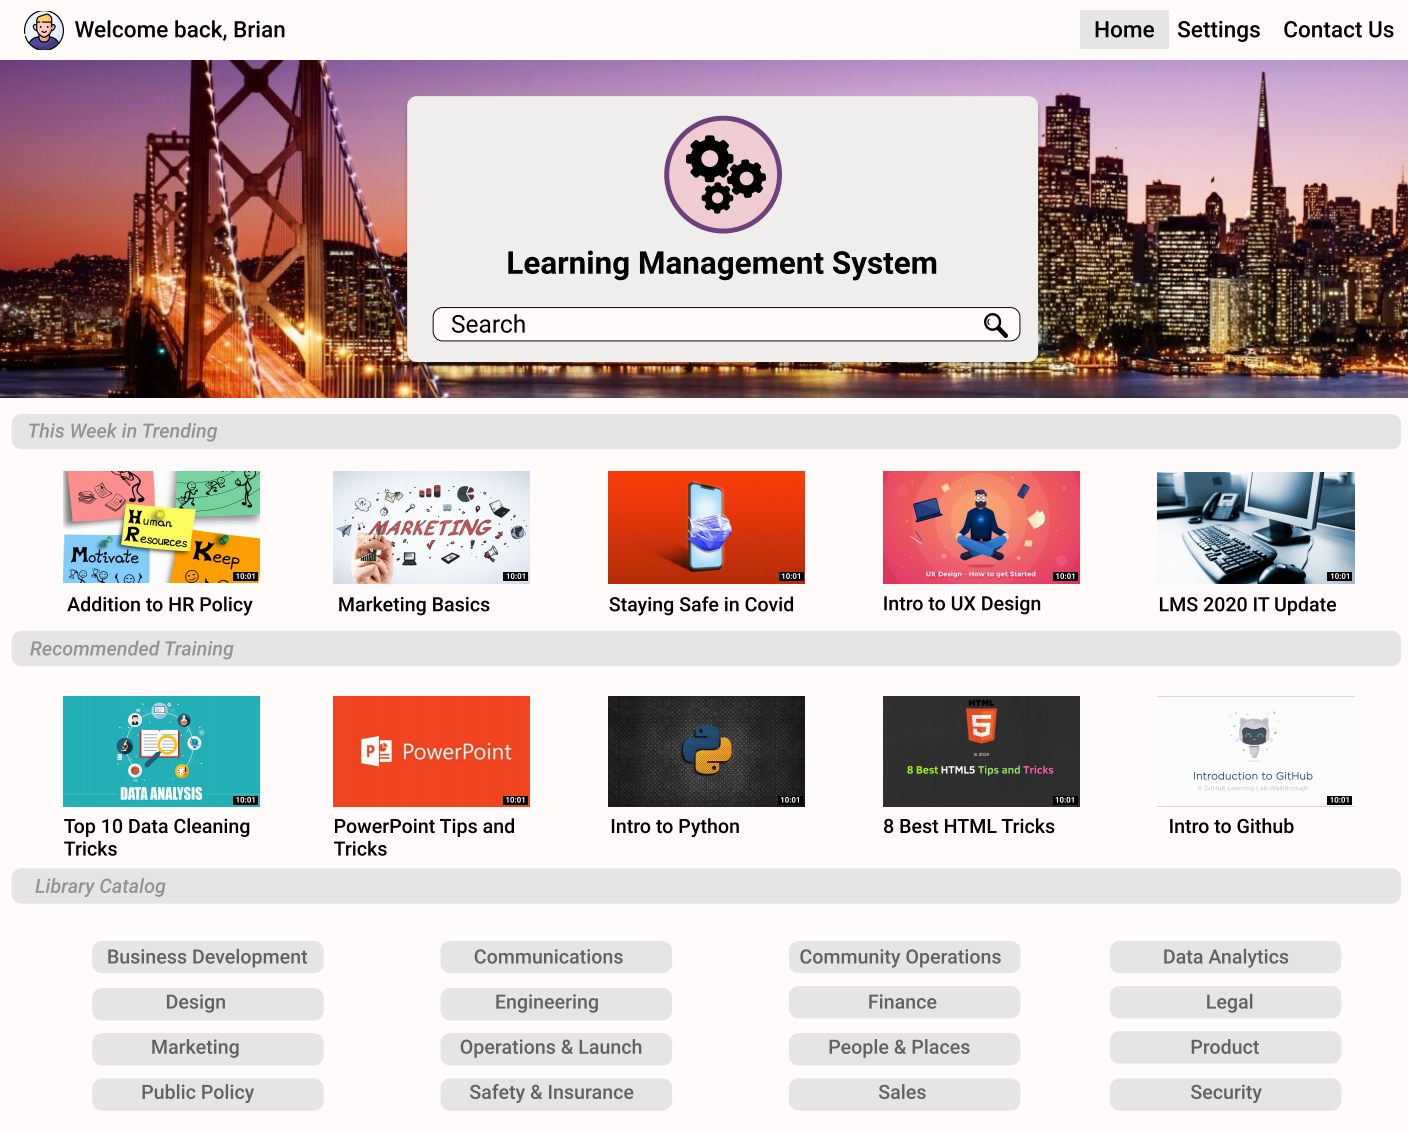 Welcome back, Brian
Home
Settings
Contact Us
Learning Management System
Search
This Week in Trending
Human
Resources
Motivate
Keep
10:01
MARKETING
10:01
10:01
UX Design - How to get Started
10:01
10:01
Addition to HR Policy
Marketing Basics
Staying Safe in Covid
Intro to UX Design
LMS 2020 IT Update
Recommended Training
DATA ANALYSIS
10:01
P
PowerPoint
10:01
10:01
HTML
5
© 2019
8 Best HTML5 Tips and Tricks
10:01
Introduction to GitHub
A GitHub Learning Lab Walkthrough
10:01
Top 10 Data Cleaning
Tricks
PowerPoint Tips and
Tricks
Intro to Python
8 Best HTML Tricks
Intro to Github
Library Catalog
Business Development
Communications
Community Operations
Data Analytics
Design
Engineering
Finance
Legal
Marketing
Operations & Launch
People & Places
Product
Public Policy
Safety & Insurance
Sales
Security